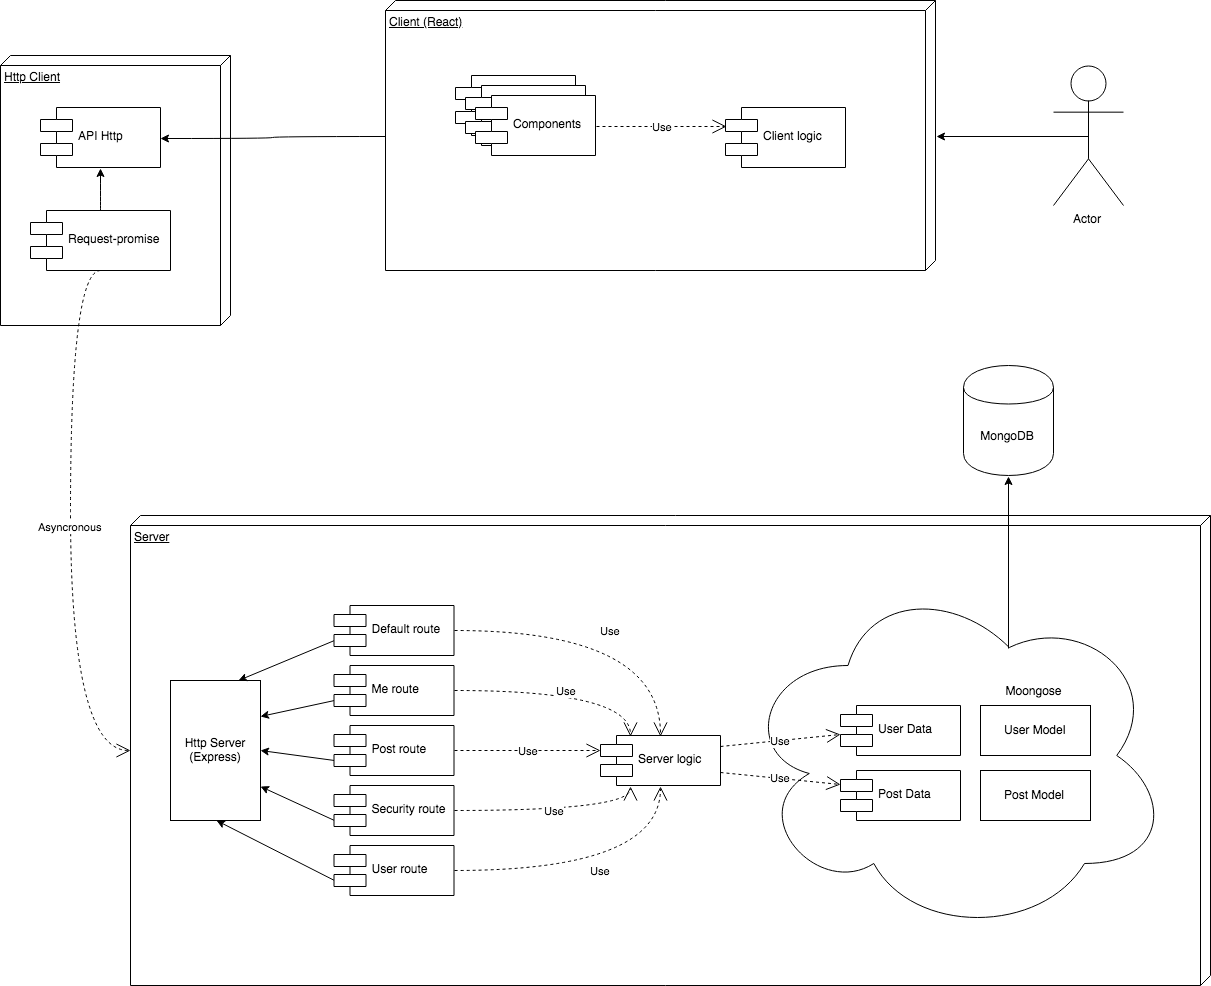 Client (React)
Http Client
API Http
Components
Use
Client logic
Request-promise
Actor
MongoDB
Asyncronous
Server
Default route
Use
Me route
Use
Moongose
Http Server
(Express)
Post route
Use
Server logic
Use
User Data
User Model
Use
Post Data
Post Model
Security route
Use
User route
Use